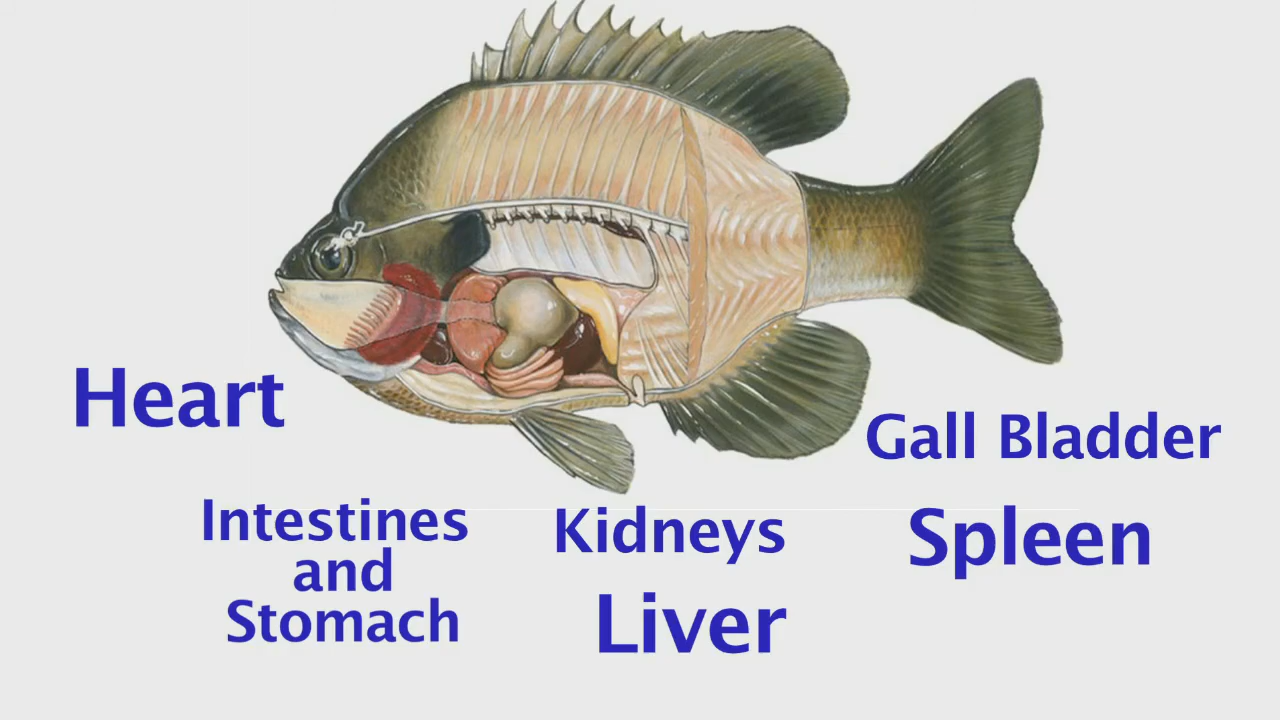 Heart
Gall Bladder
Intestines
and
Stomach
Kidneys
Liver
Spleen